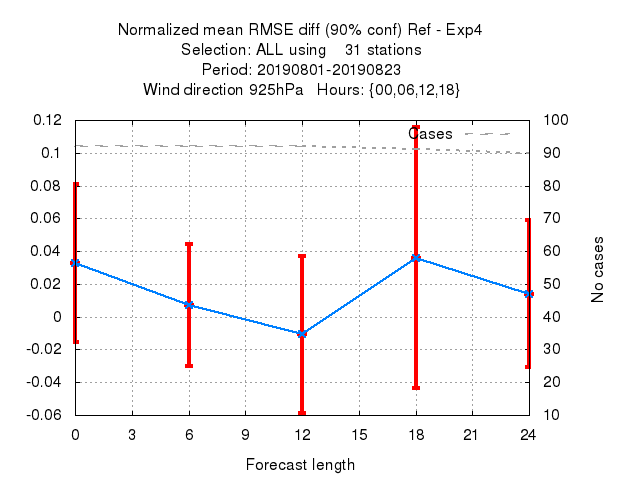 Normalized mean RMSE diff (90% conf) Ref - Exp4
Selection: ALL using 31 stations
Period: 20190801-20190823
Wind direction 925hPa Hours: {00,06,12,18}
Cases
0.12
0.1
0.08
0.06
0.04
0.02
0
-0.02
-0.04
-0.06
100
90
80
70
60
50
40
30
20
10
No cases
0 3 6 9 12 15 18 21 24
Forecast length